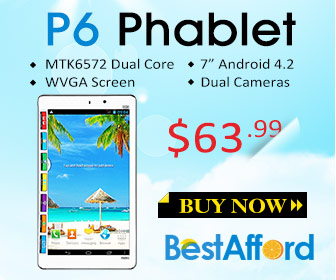 P6 Phablet
◆ MTK6572 Dual Core ◆ 7" Android 4.2
◆ WVGA Screen ◆ Dual Cameras
$63.99
BUY NOW
BestAfford